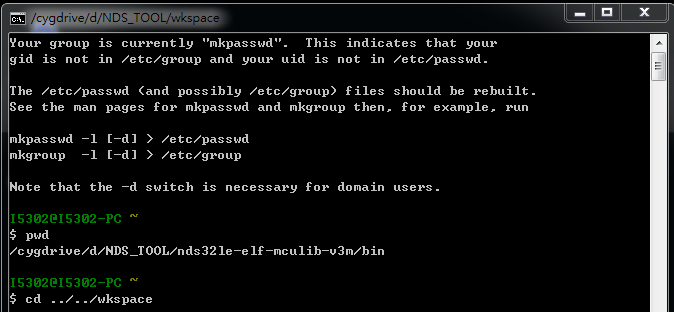 /cygdrive/d/NDS_TOOL/wkspace
Your group is currently "mkpasswd".  This indicates that your
gid is not in /etc/group and your uid is not in /etc/passwd.
The /etc/passwd (and possibly /etc/group) files should be rebuilt.
See the man pages for mkpasswd and mkgroup then, for example, run
mkpasswd -l [-d] > /etc/passwd
mkgroup  -l [-d] > /etc/group
Note that the -d switch is necessary for domain users.
I5302@I5302-PC ~
$ pwd
/cygdrive/d/NDS_TOOL/nds32le-elf-mculib-v3m/bin
I5302@I5302-PC ~
$ cd ../../wkspace